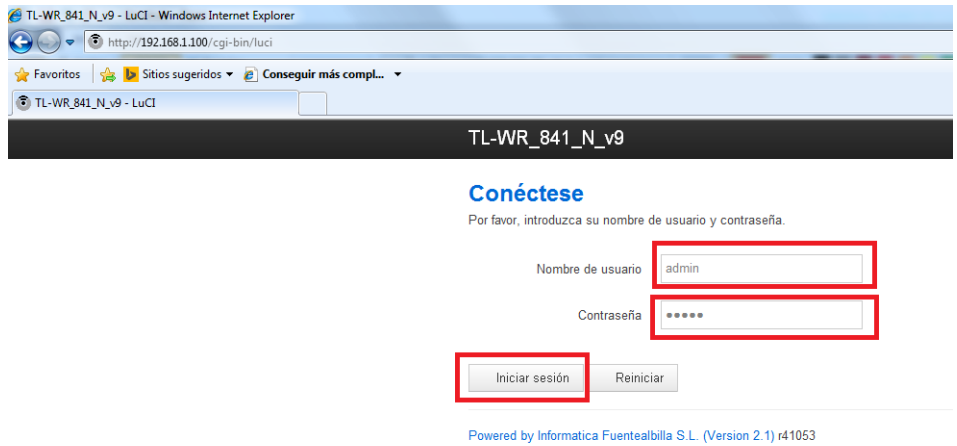 TL-WR_841_N_v9 - LuCI - Windows Internet Explorer
http://192.168.1.100/cgi-bin/luci
Favoritos Sitios sugeridos Conseguir más compl...
TL-WR_841_N_v9 - LuCI
TL-WR_841_N_v9
Conéctese
Por favor, introduzca su nombre de usuario y contraseña.
Nombre de usuario admin
Contraseña •••••
Iniciar sesión Reiniciar
Powered by Informatica Fuentealbilla S.L. (Version 2.1) r41053